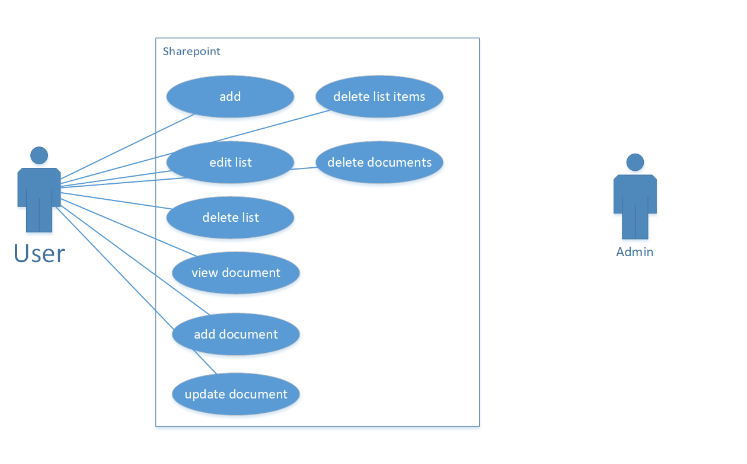 Sharepoint
add
delete list items
edit list
delete documents
delete list
view document
add document
update document
User
Admin